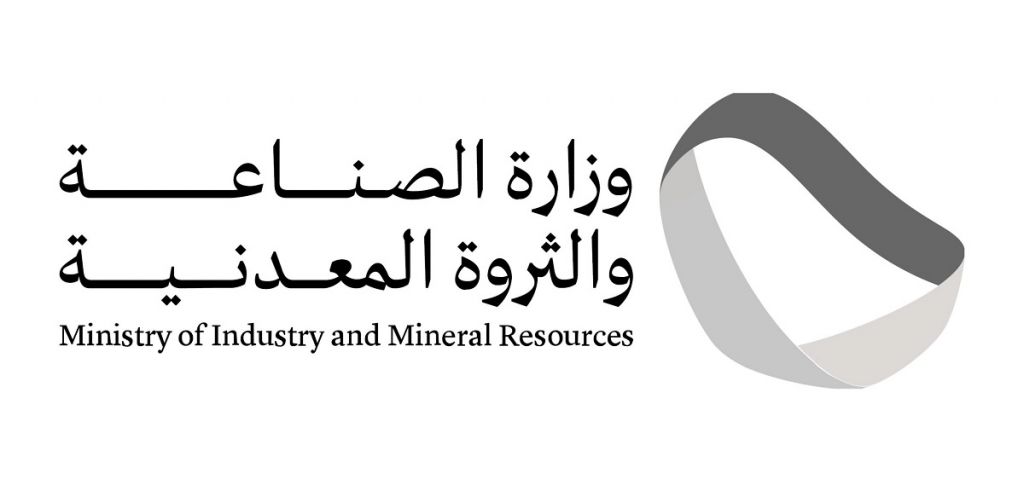 وزارة الصناعة
والثروة المعدنية
Ministry of Industry and Mineral Resources